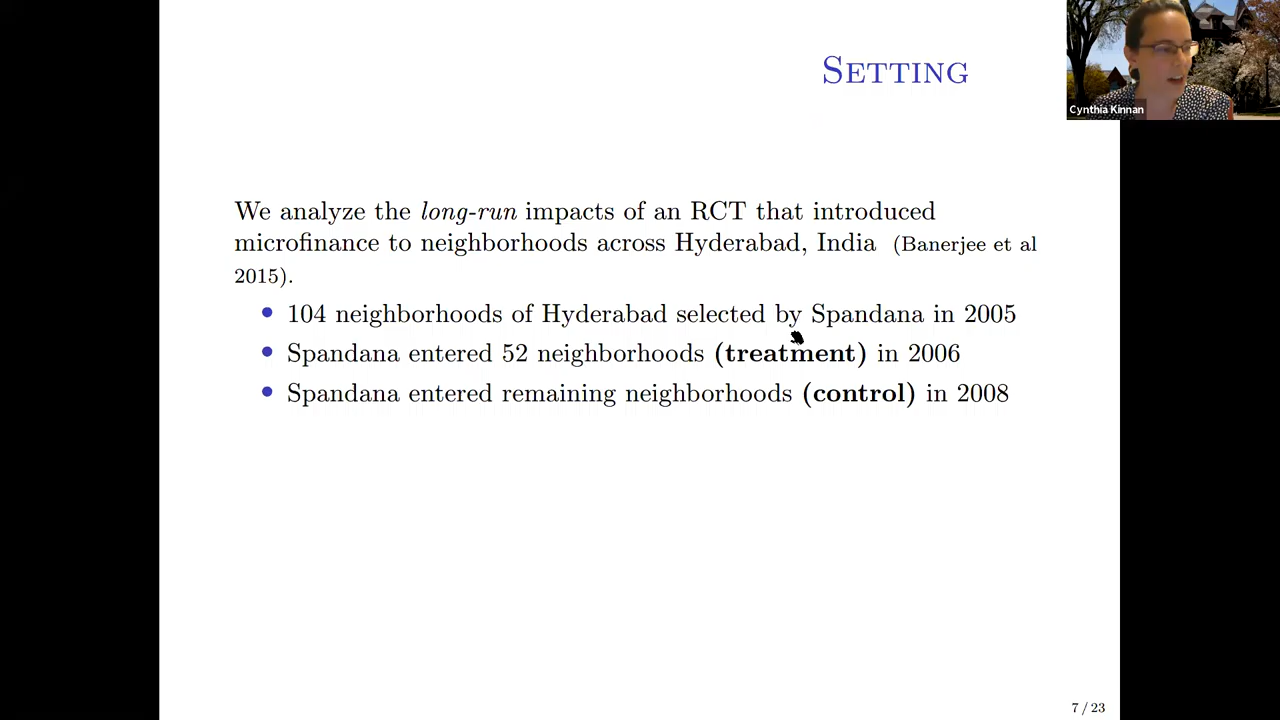 SETTING
Cynthia Kinnan
We analyze the long-run impacts of an RCT that introduced
microfinance to neighborhoods across Hyderabad, India (Banerjee et al
2015).
• 104 neighborhoods of Hyderabad selected by Spandana in 2005
• Spandana entered 52 neighborhoods (treatment) in 2006
• Spandana entered remaining neighborhoods (control) in 2008
7 / 23